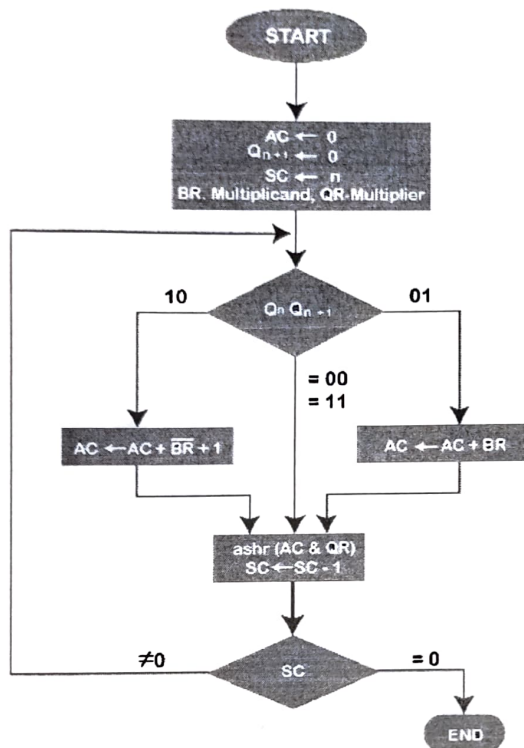 START
AC ← 0
Qn+1 ← 0
SC ← n
BR. Multiplicand, QR-Multiplier
10
Qn Qn+1
01
= 00
= 11
AC ← AC + B̅R̅ + 1
AC ← AC + BR
ashr (AC & QR)
SC ← SC - 1
≠0
SC
= 0
END